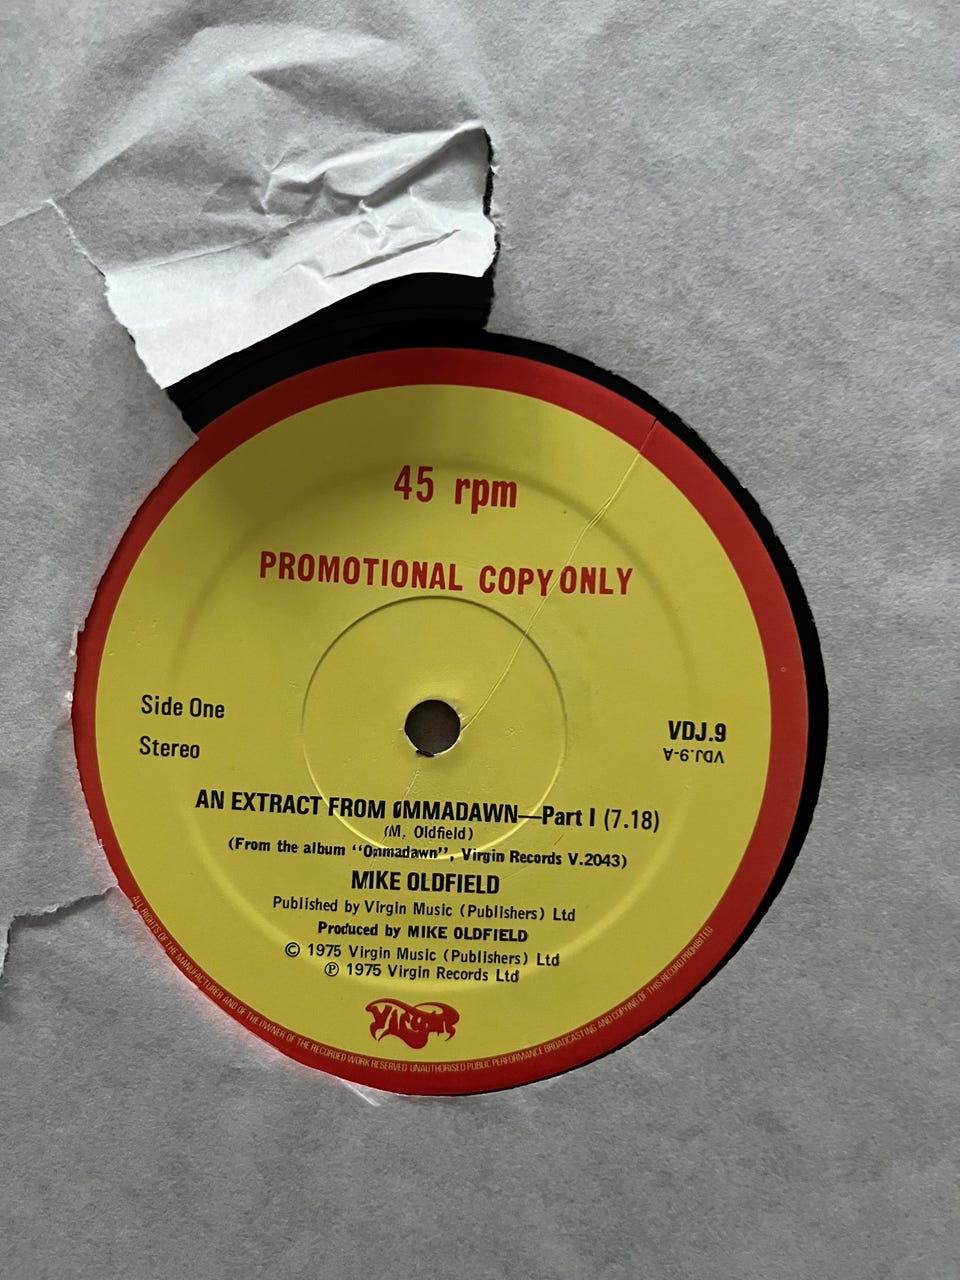 45 rpm
PROMOTIONAL COPY ONLY
Side One
Stereo
VDJ.9
VDJ.9-A
AN EXTRACT FROM OMMADAWN—Part I (7.18)
(M. Oldfield)
(From the album "Ommadawn", Virgin Records V.2043)
MIKE OLDFIELD
Published by Virgin Music (Publishers) Ltd
Produced by MIKE OLDFIELD
© 1975 Virgin Music (Publishers) Ltd
℗ 1975 Virgin Records Ltd
Virgin
ALL RIGHTS OF THE MANUFACTURER AND OF THE OWNER OF THE RECORDED WORK RESERVED UNAUTHORISED PUBLIC PERFORMANCE BROADCASTING AND COPYING OF THIS RECORD PROHIBITED